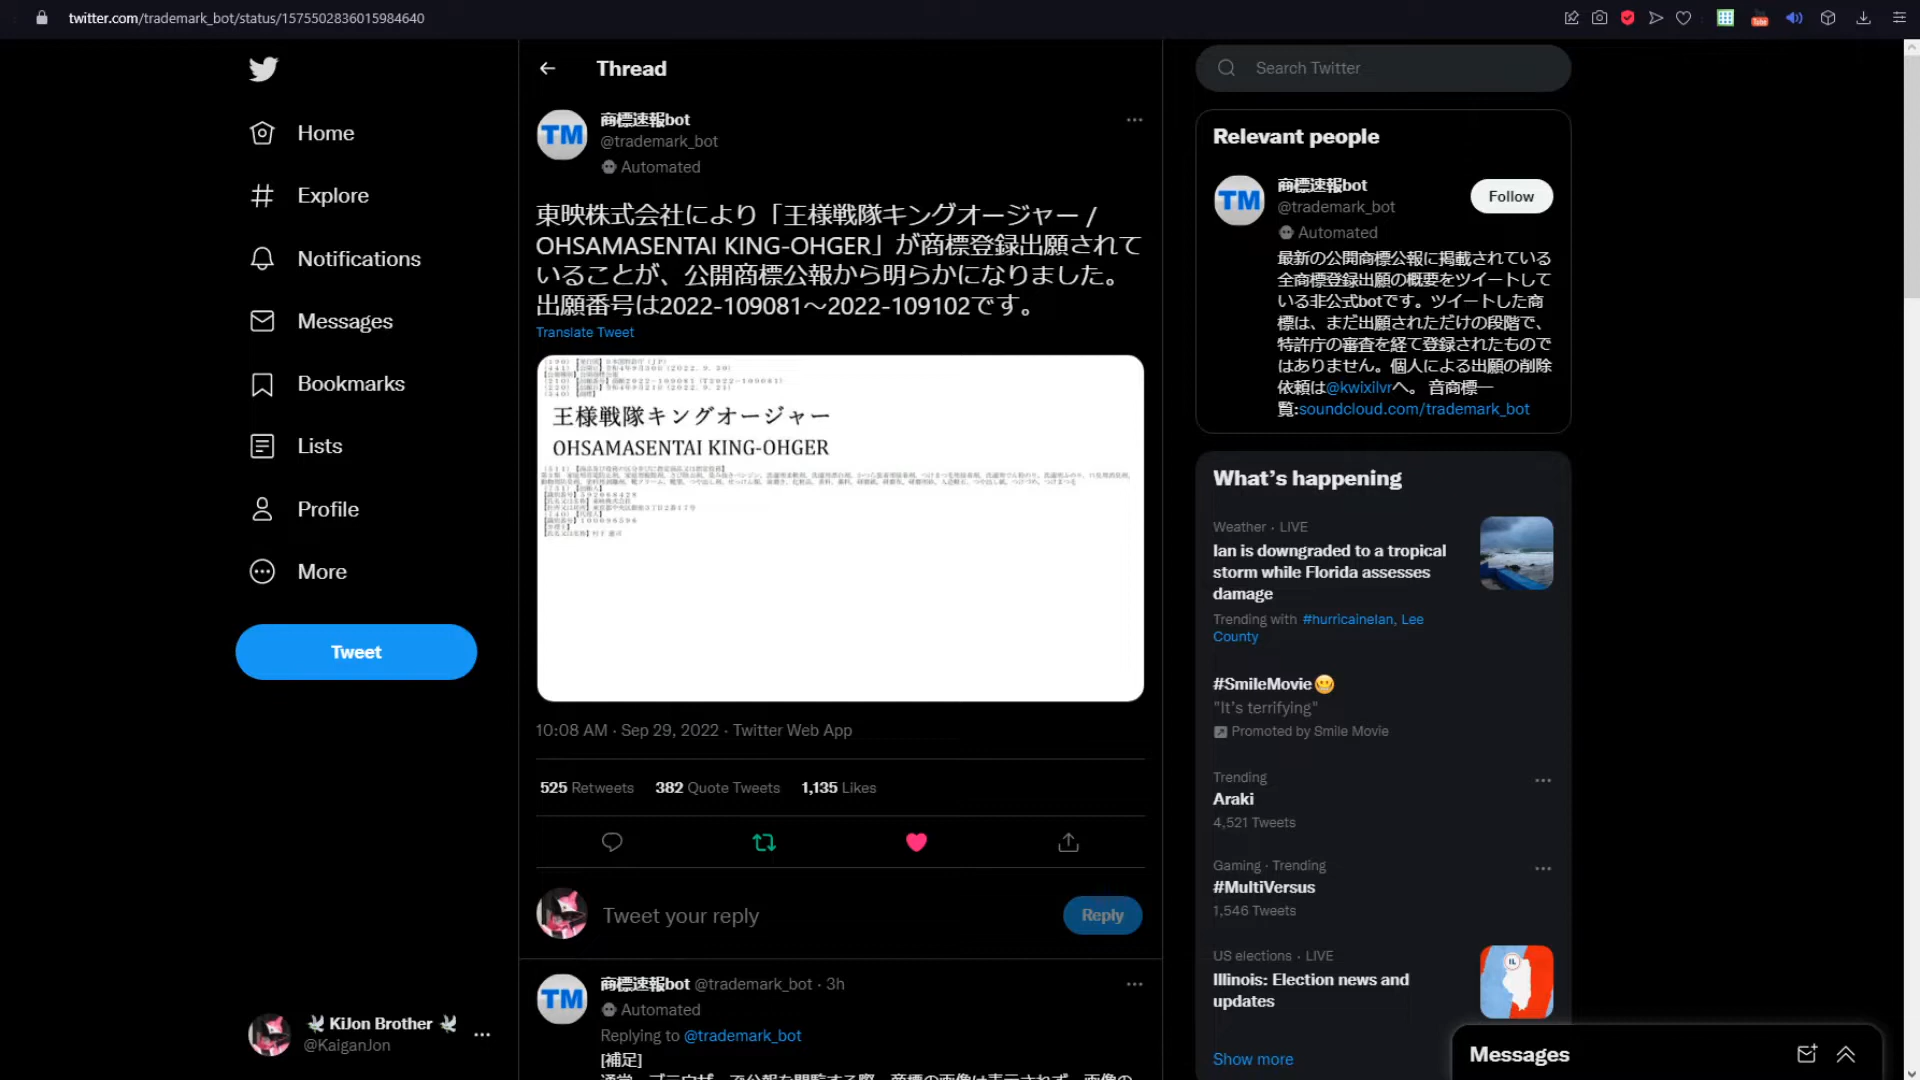 twitter.com/trademark_bot/status/1575502836015984640
Home
Explore
Notifications
Messages
Bookmarks
Lists
Profile
More
Tweet
🕊 KiJon Brother 🕊
@KaiganJon
Thread
TM
商標速報bot
@trademark_bot
Automated
東映株式会社により「王様戦隊キングオージャー /
OHSAMASENTAI KING-OHGER」が商標登録出願されて
いることが、公開商標公報から明らかになりました。
出願番号は2022-109081〜2022-109102です。
Translate Tweet
王様戦隊キングオージャー
OHSAMASENTAI KING-OHGER
10:08 AM · Sep 29, 2022 · Twitter Web App
525 Retweets 382 Quote Tweets 1,135 Likes
Tweet your reply
Reply
TM
商標速報bot @trademark_bot · 3h
Automated
Replying to @trademark_bot
[補足]
Search Twitter
Relevant people
TM
商標速報bot
@trademark_bot
Follow
Automated
最新の公開商標公報に掲載されている
全商標登録出願の概要をツイートして
いる非公式botです。ツイートした商
標は、まだ出願されただけの段階で、
特許庁の審査を経て登録されたもので
はありません。個人による出願の削除
依頼は@kwixilvrへ。 音商標一
覧:soundcloud.com/trademark_bot
What's happening
Weather · LIVE
Ian is downgraded to a tropical
storm while Florida assesses
damage
Trending with #hurricaneIan, Lee
County
#SmileMovie
"It's terrifying"
Promoted by Smile Movie
Trending
Araki
4,521 Tweets
Gaming · Trending
#MultiVersus
1,546 Tweets
US elections · LIVE
Illinois: Election news and
updates
IL
Show more
Messages